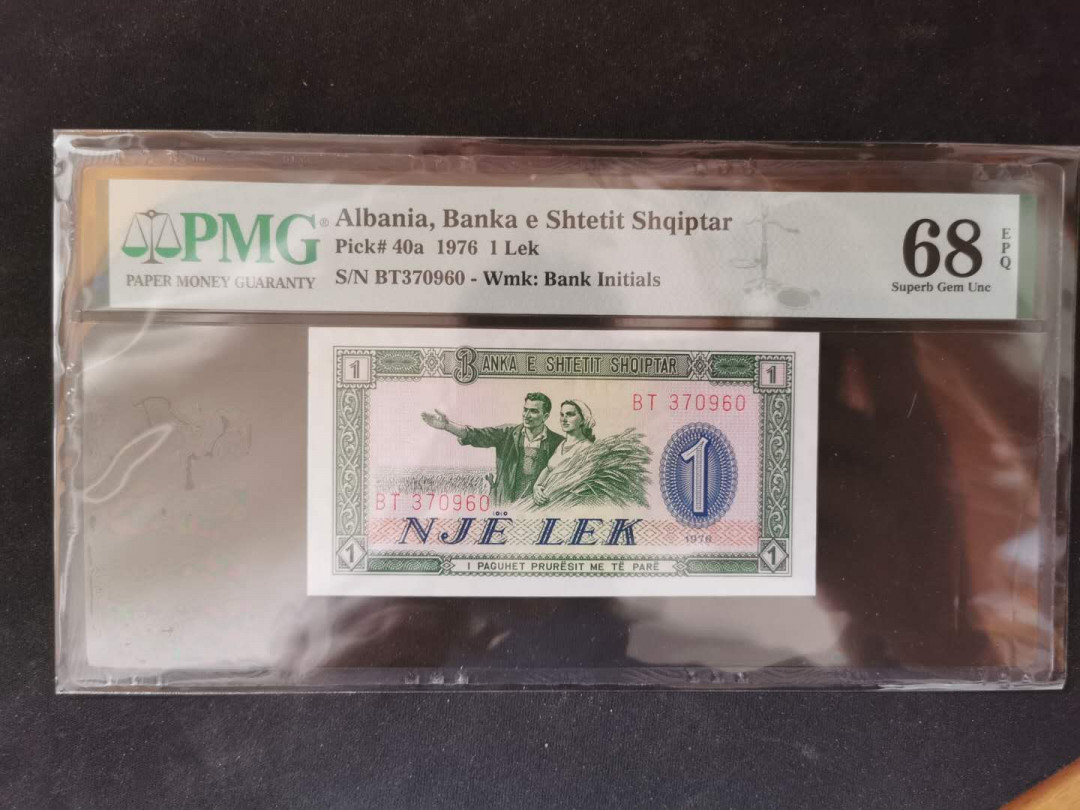 PMG®
PAPER MONEY GUARANTY
Albania, Banka e Shtetit Shqiptar
Pick# 40a 1976 1 Lek
S/N BT370960 - Wmk: Bank Initials
68
EPQ
Superb Gem Unc
1
BANKA E SHTETIT SHQIPTAR
1
BT 370960
1
BT 370960
NJË LEK
1976
1
I PAGUHET PRURËSIT ME TË PARË
1